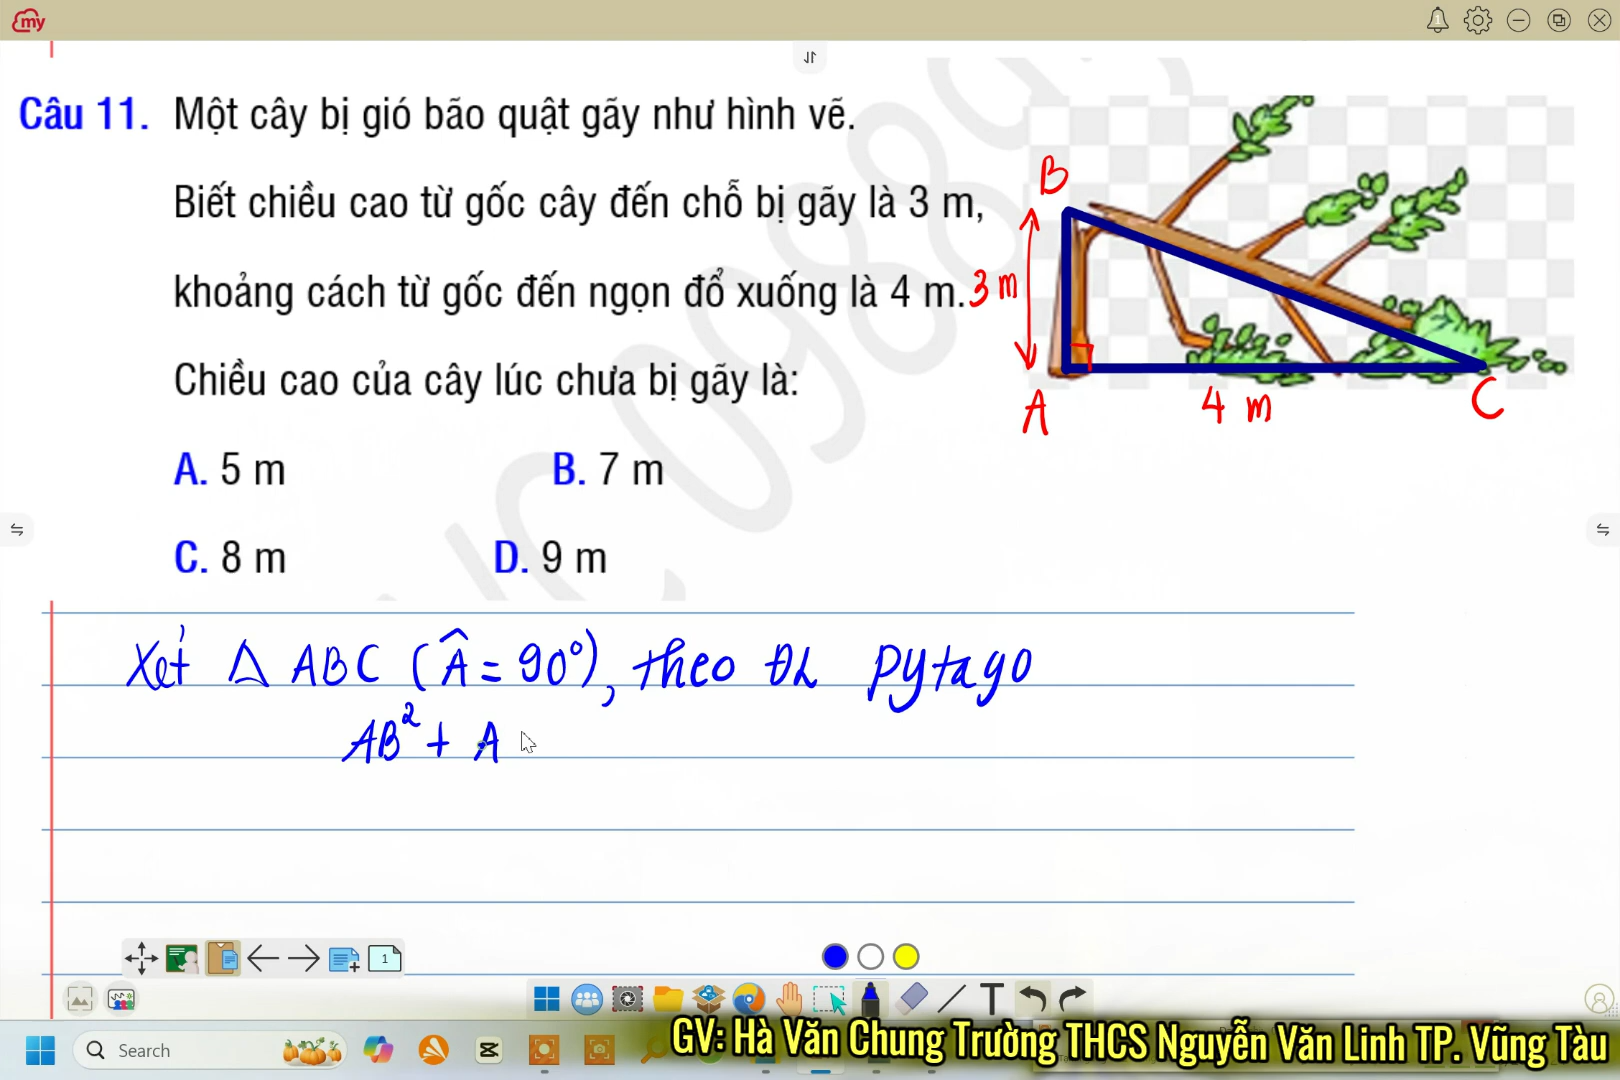 my
Câu 11. Một cây bị gió bão quật gãy như hình vẽ.
Biết chiều cao từ gốc cây đến chỗ bị gãy là 3 m,
khoảng cách từ gốc đến ngọn đổ xuống là 4 m.
Chiều cao của cây lúc chưa bị gãy là:
A. 5 m B. 7 m
C. 8 m D. 9 m
B
3 m
A
4 m
C
Xét Δ ABC (Â = 90°), theo ĐL pytago
AB² + A
1
Search
GV: Hà Văn Chung Trường THCS Nguyễn Văn Linh TP. Vũng Tàu